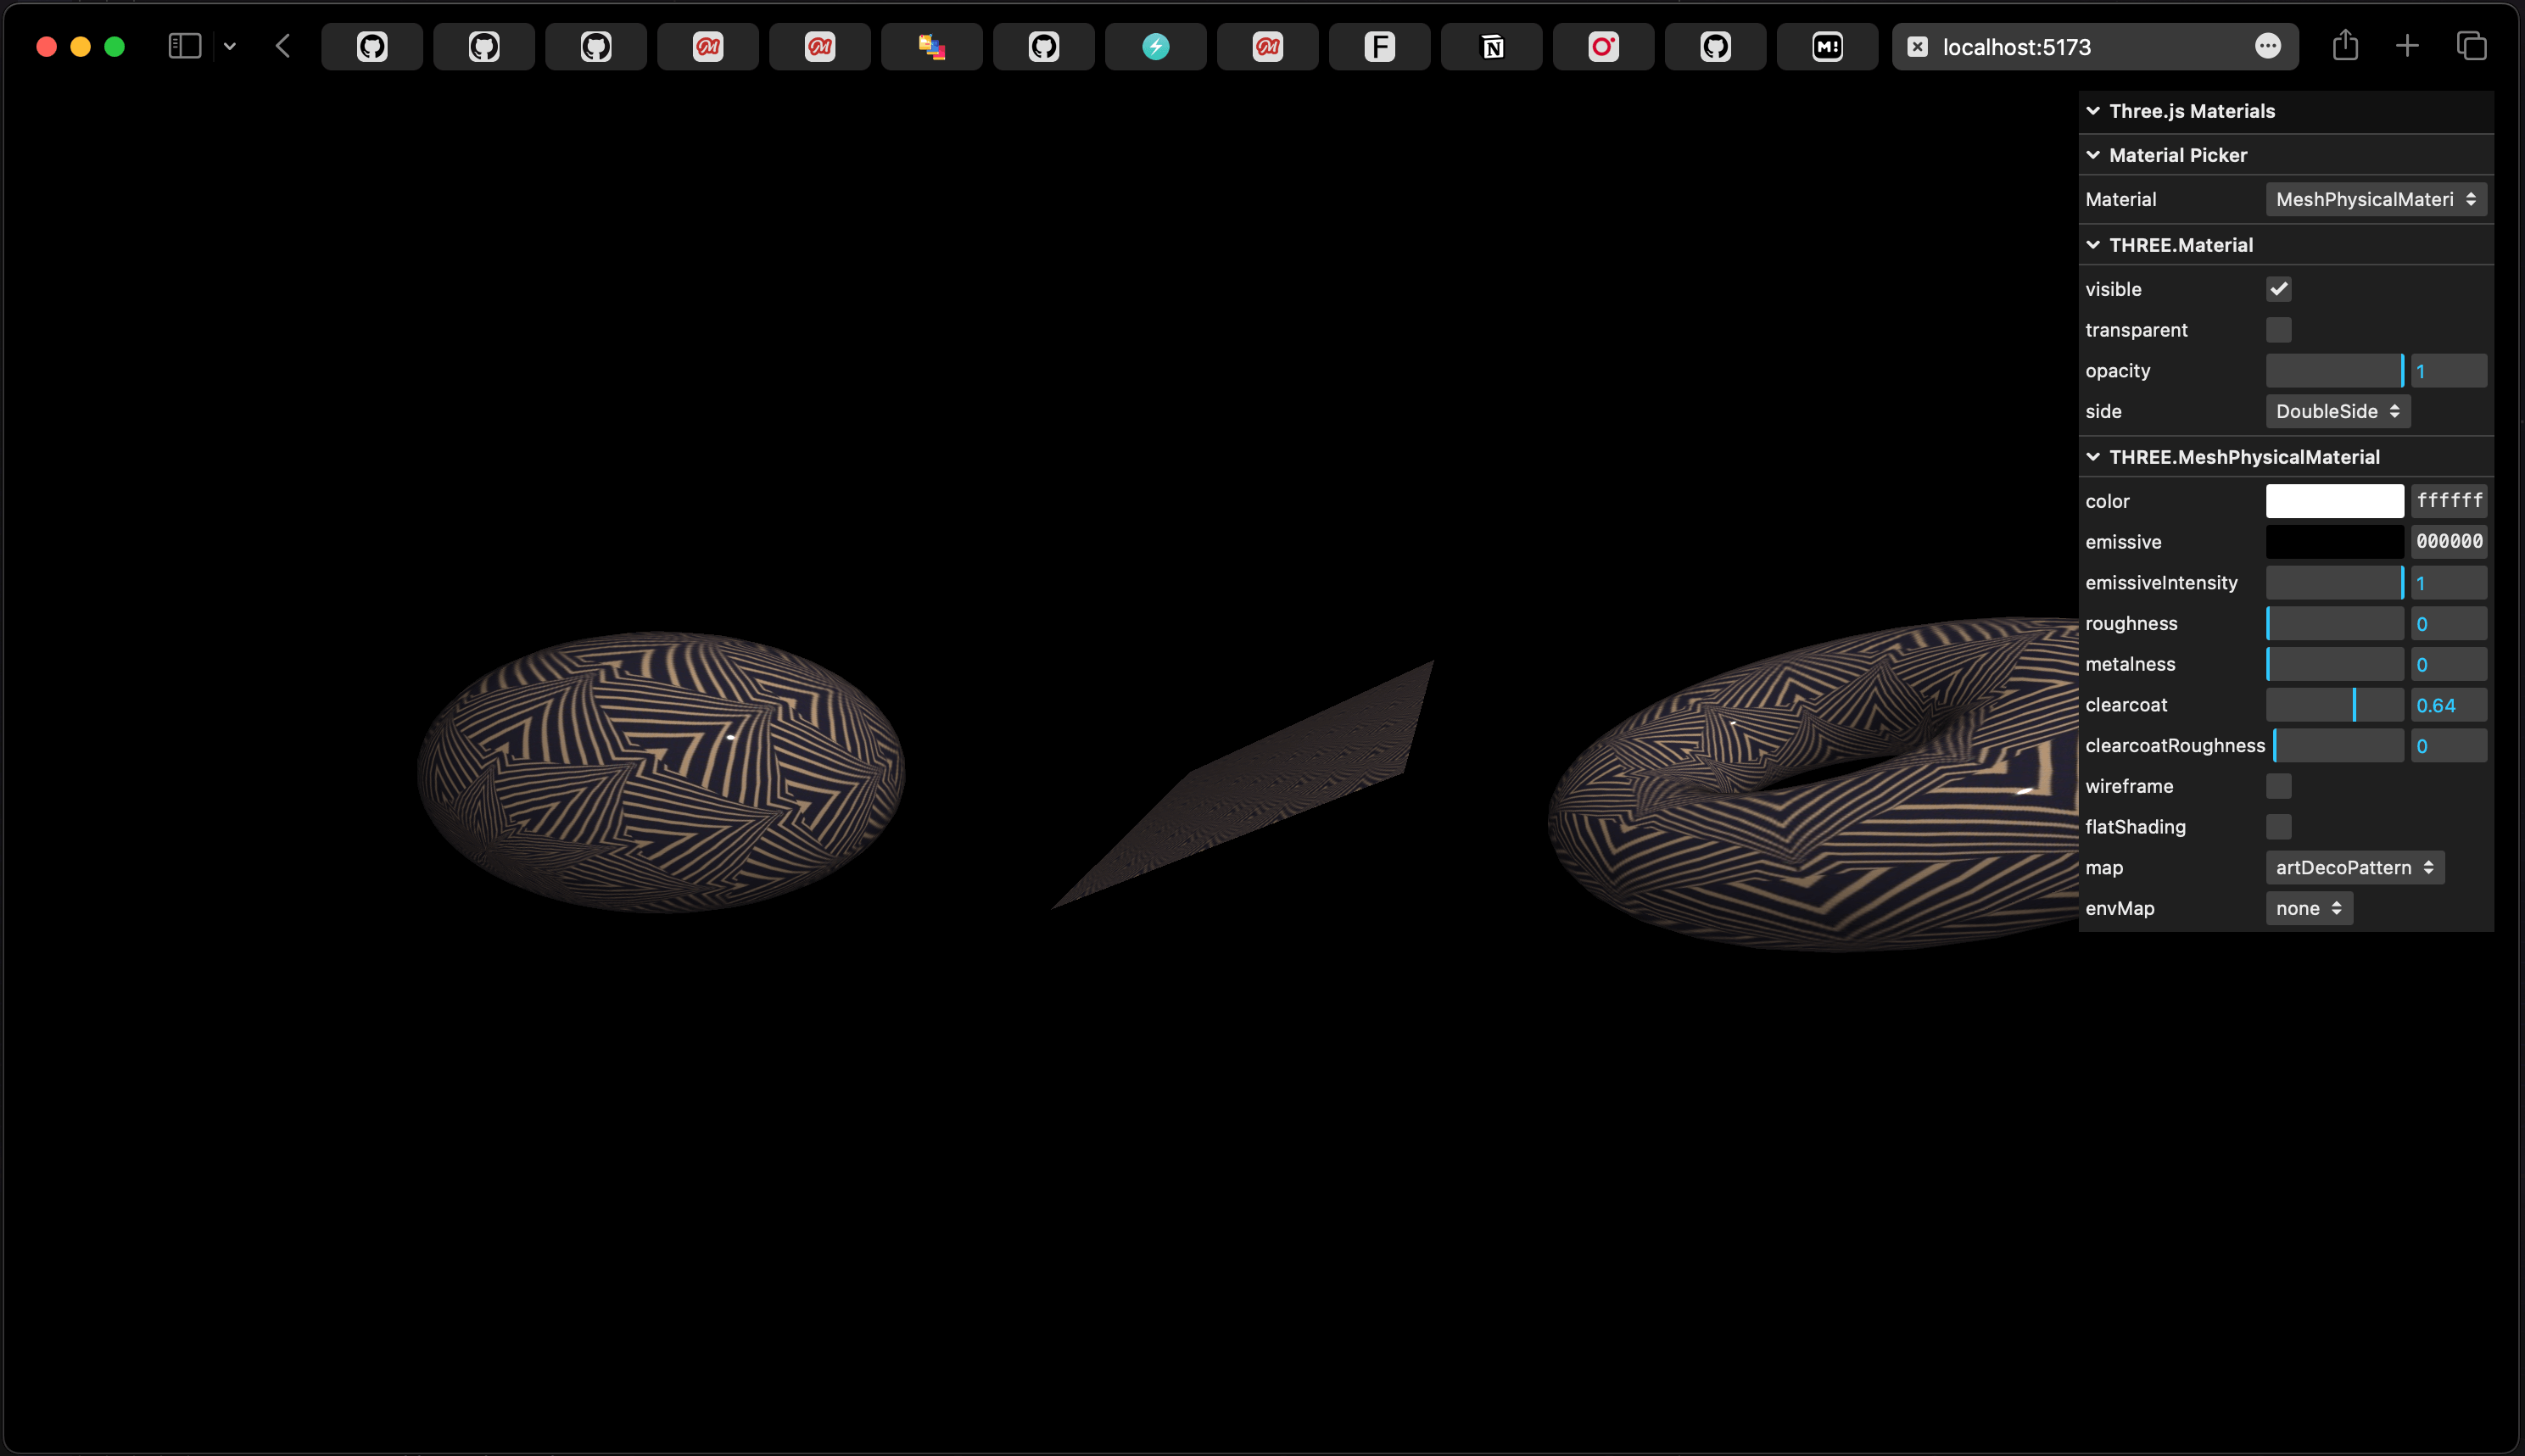 F
N
M!
localhost:5173
Three.js Materials
Material Picker
Material MeshPhysicalMateri
THREE.Material
visible
transparent
opacity 1
side DoubleSide
THREE.MeshPhysicalMaterial
color ffffff
emissive 000000
emissiveIntensity 1
roughness 0
metalness 0
clearcoat 0.64
clearcoatRoughness 0
wireframe
flatShading
map artDecoPattern
envMap none